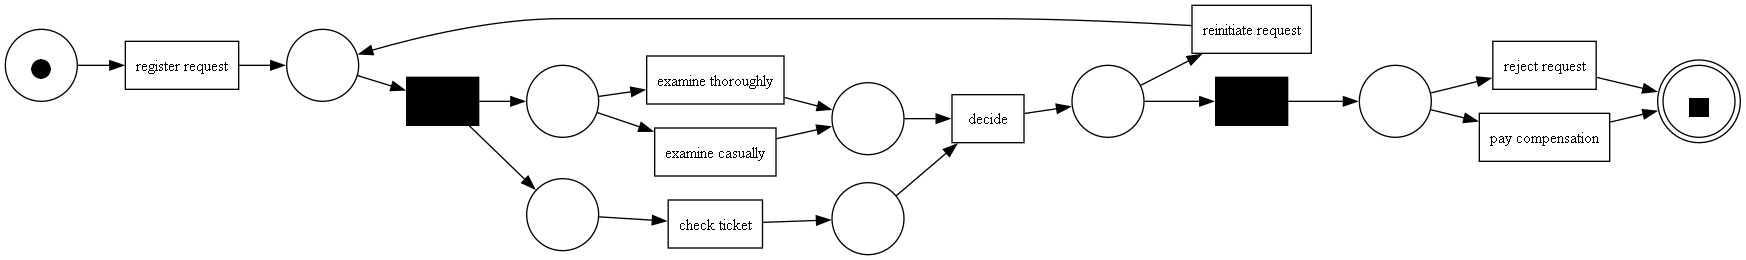 register request
examine thoroughly
examine casually
check ticket
decide
reinitiate request
reject request
pay compensation